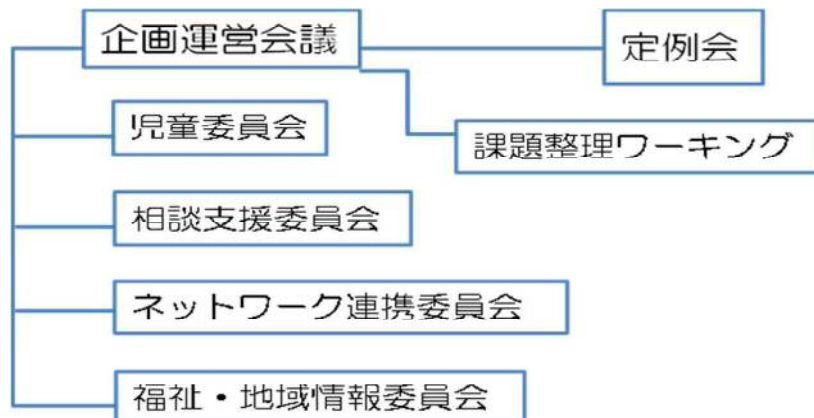 企画運営会議
定例会
児童委員会
課題整理ワーキング
相談支援委員会
ネットワーク連携委員会
福祉・地域情報委員会